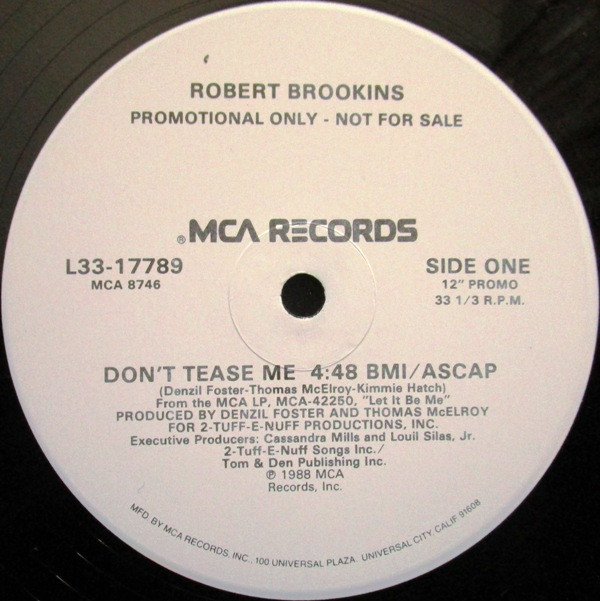 ROBERT BROOKINS
PROMOTIONAL ONLY - NOT FOR SALE
®MCA RECORDS
L33-17789
MCA 8746
SIDE ONE
12" PROMO
33 1/3 R.P.M.
DON'T TEASE ME 4:48 BMI/ASCAP
(Denzil Foster-Thomas McElroy-Kimmie Hatch)
From the MCA LP, MCA-42250, "Let It Be Me"
PRODUCED BY DENZIL FOSTER AND THOMAS McELROY
FOR 2-TUFF-E-NUFF PRODUCTIONS, INC.
Executive Producers: Cassandra Mills and Louil Silas, Jr.
2-Tuff-E-Nuff Songs Inc./
Tom & Den Publishing Inc.
℗ 1988 MCA
Records, Inc.
MFD. BY MCA RECORDS, INC., 100 UNIVERSAL PLAZA, UNIVERSAL CITY, CALIF. 91608